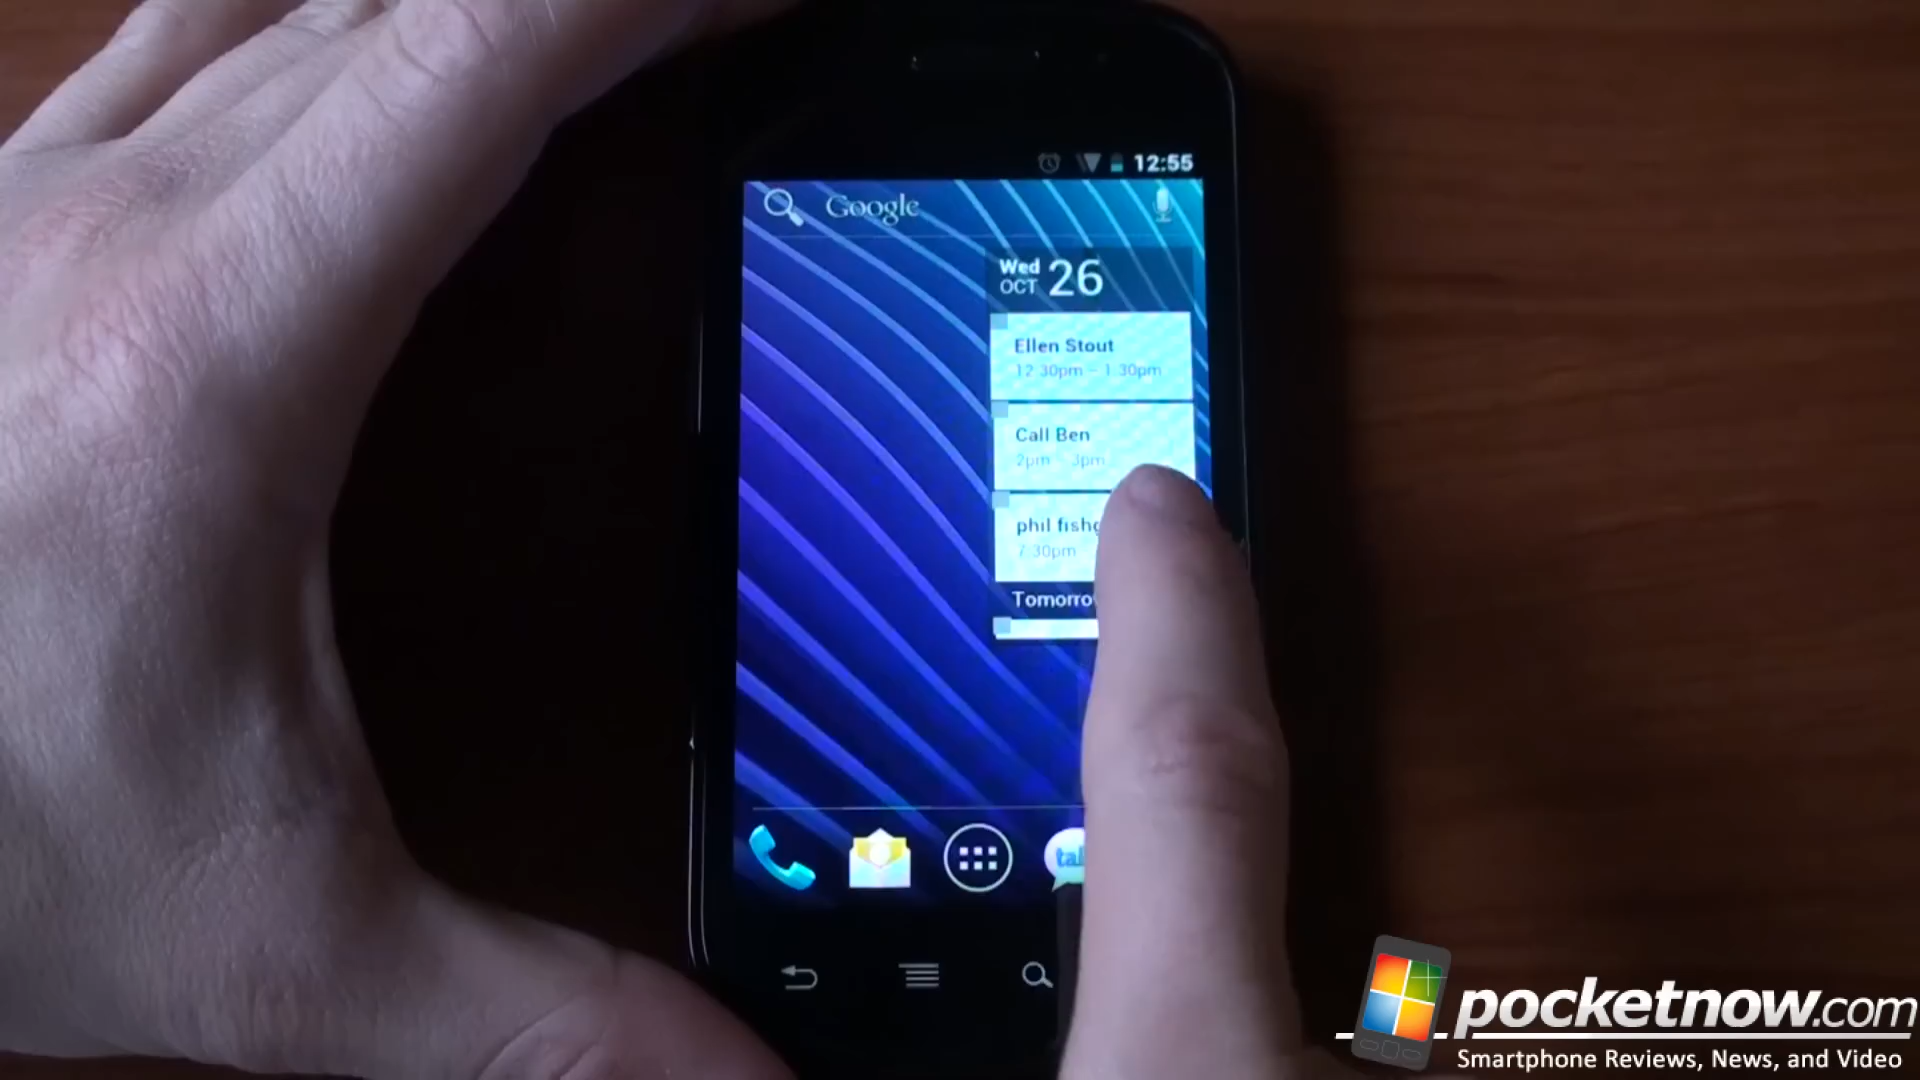 12:55
Google
Wed
OCT
26
Ellen Stout
12:30pm – 1:30pm
Call Ben
2pm – 3pm
phil
7:30pm
pocketnow.com
Smartphone Reviews, News, and Video